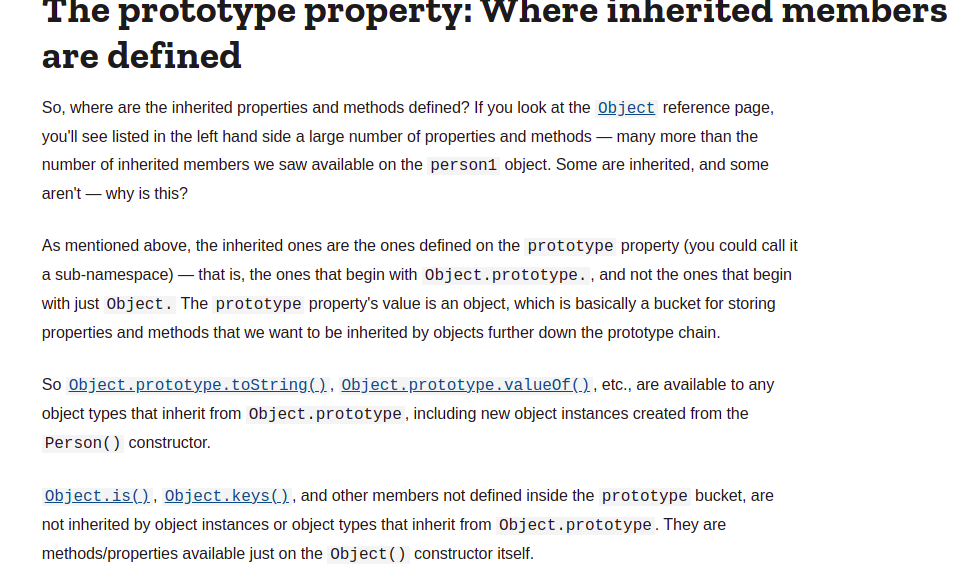 The prototype property: Where inherited members
are defined
So, where are the inherited properties and methods defined? If you look at the Object reference page,
you'll see listed in the left hand side a large number of properties and methods — many more than the
number of inherited members we saw available on the person1 object. Some are inherited, and some
aren't — why is this?
As mentioned above, the inherited ones are the ones defined on the prototype property (you could call it
a sub-namespace) — that is, the ones that begin with Object.prototype., and not the ones that begin
with just Object. The prototype property's value is an object, which is basically a bucket for storing
properties and methods that we want to be inherited by objects further down the prototype chain.
So Object.prototype.toString(), Object.prototype.valueOf(), etc., are available to any
object types that inherit from Object.prototype, including new object instances created from the
Person() constructor.
Object.is(), Object.keys(), and other members not defined inside the prototype bucket, are
not inherited by object instances or object types that inherit from Object.prototype. They are
methods/properties available just on the Object() constructor itself.